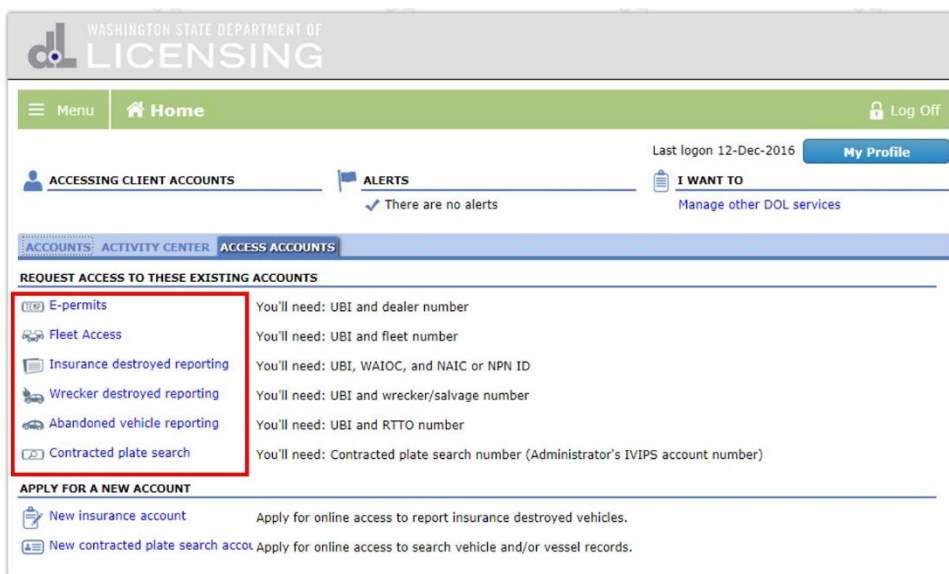 WASHINGTON STATE DEPARTMENT OF
dol LICENSING
Menu Home Log Off
Last logon 12-Dec-2016 My Profile
ACCESSING CLIENT ACCOUNTS ALERTS I WANT TO
There are no alerts Manage other DOL services
ACCOUNTS ACTIVITY CENTER ACCESS ACCOUNTS
REQUEST ACCESS TO THESE EXISTING ACCOUNTS
E-permits You'll need: UBI and dealer number
Fleet Access You'll need: UBI and fleet number
Insurance destroyed reporting You'll need: UBI, WAIOC, and NAIC or NPN ID
Wrecker destroyed reporting You'll need: UBI and wrecker/salvage number
Abandoned vehicle reporting You'll need: UBI and RTTO number
Contracted plate search You'll need: Contracted plate search number (Administrator's IVIPS account number)
APPLY FOR A NEW ACCOUNT
New insurance account Apply for online access to report insurance destroyed vehicles.
New contracted plate search accou Apply for online access to search vehicle and/or vessel records.